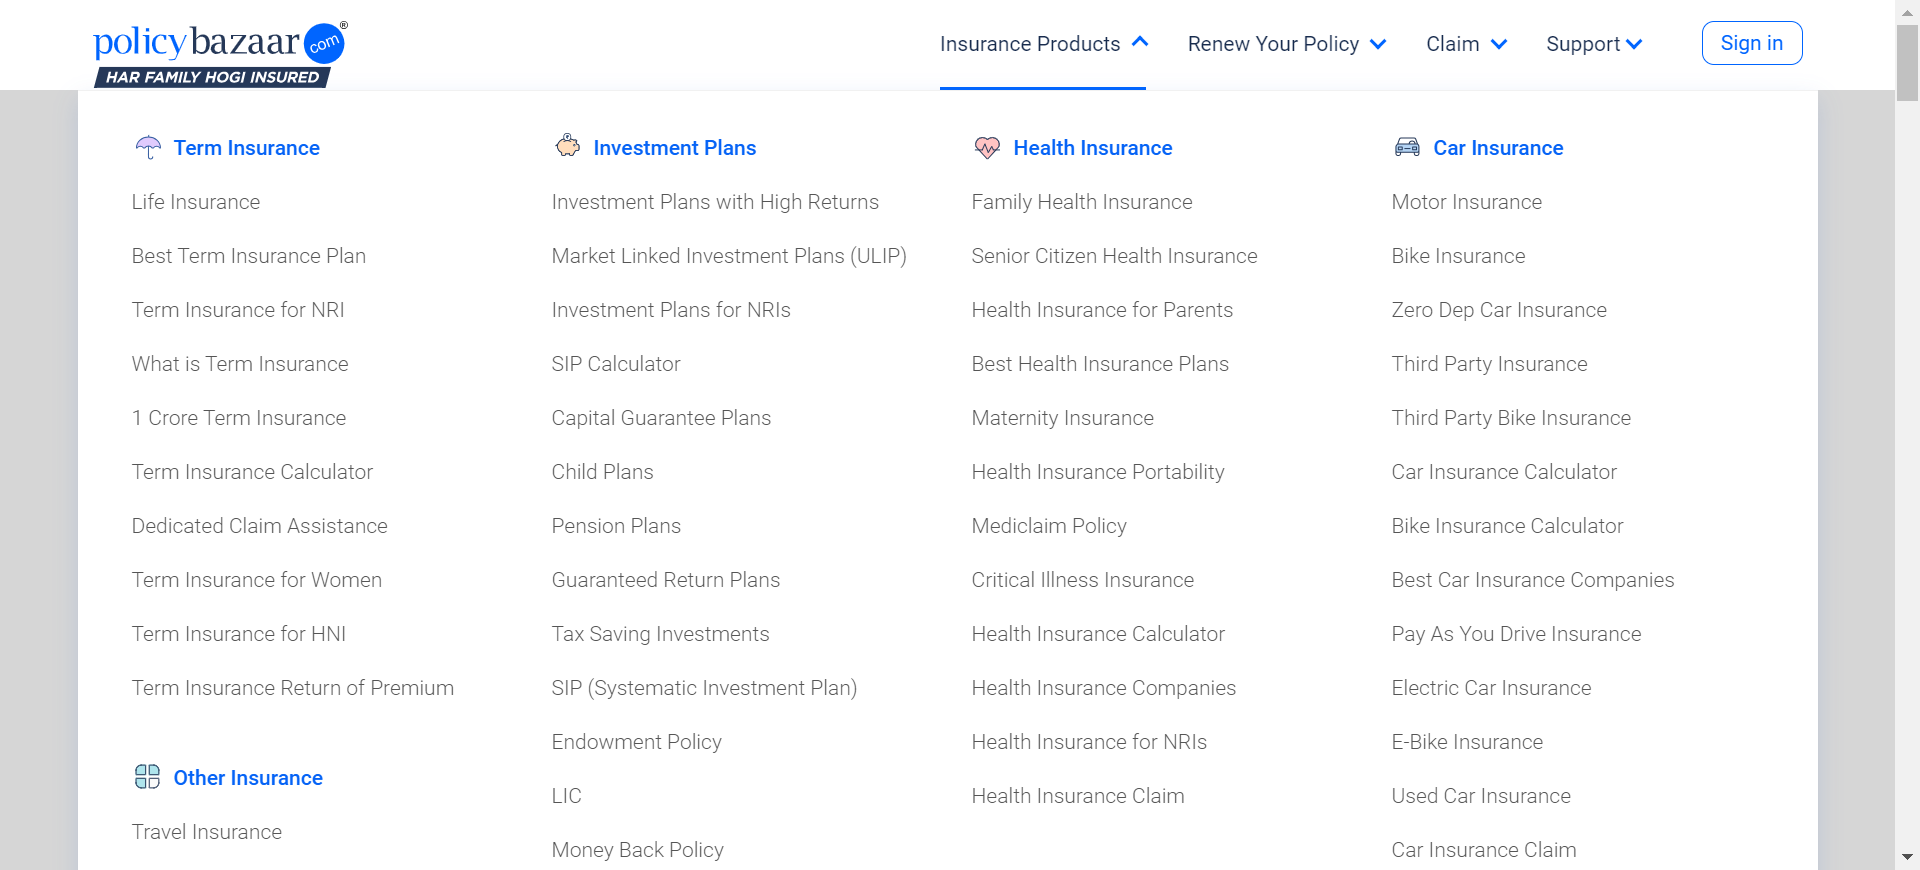 policybazaar.com®
HAR FAMILY HOGI INSURED
Insurance Products
Renew Your Policy
Claim
Support
Sign in
Term Insurance
Life Insurance
Best Term Insurance Plan
Term Insurance for NRI
What is Term Insurance
1 Crore Term Insurance
Term Insurance Calculator
Dedicated Claim Assistance
Term Insurance for Women
Term Insurance for HNI
Term Insurance Return of Premium
Other Insurance
Travel Insurance
Investment Plans
Investment Plans with High Returns
Market Linked Investment Plans (ULIP)
Investment Plans for NRIs
SIP Calculator
Capital Guarantee Plans
Child Plans
Pension Plans
Guaranteed Return Plans
Tax Saving Investments
SIP (Systematic Investment Plan)
Endowment Policy
LIC
Money Back Policy
Health Insurance
Family Health Insurance
Senior Citizen Health Insurance
Health Insurance for Parents
Best Health Insurance Plans
Maternity Insurance
Health Insurance Portability
Mediclaim Policy
Critical Illness Insurance
Health Insurance Calculator
Health Insurance Companies
Health Insurance for NRIs
Health Insurance Claim
Car Insurance
Motor Insurance
Bike Insurance
Zero Dep Car Insurance
Third Party Insurance
Third Party Bike Insurance
Car Insurance Calculator
Bike Insurance Calculator
Best Car Insurance Companies
Pay As You Drive Insurance
Electric Car Insurance
E-Bike Insurance
Used Car Insurance
Car Insurance Claim